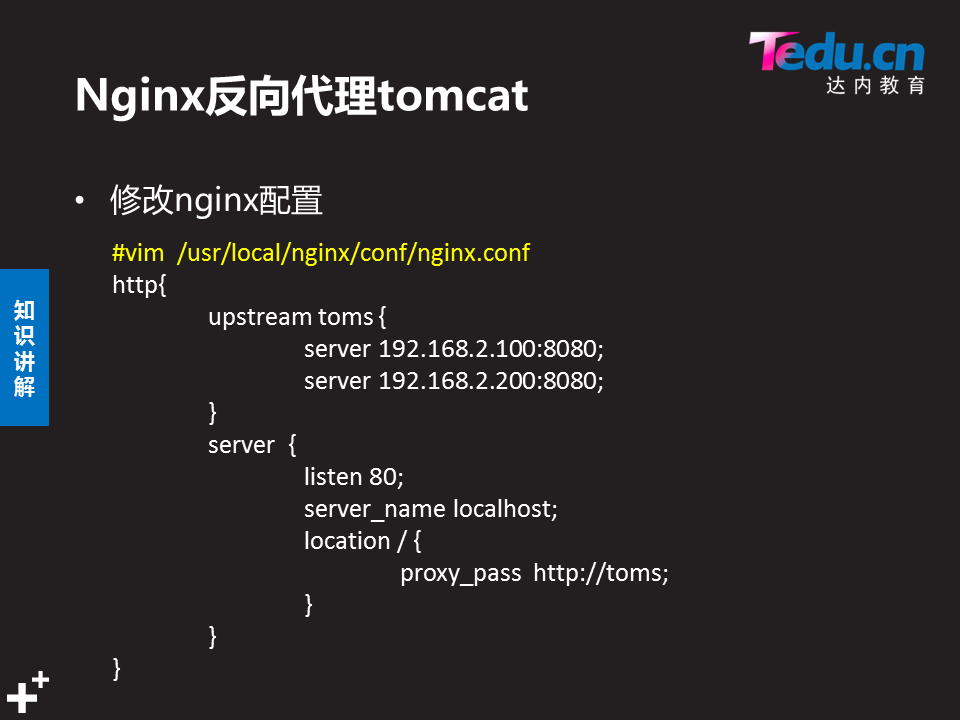 Tedu.cn
达内教育
Nginx反向代理tomcat
• 修改nginx配置
#vim /usr/local/nginx/conf/nginx.conf
http{
upstream toms {
server 192.168.2.100:8080;
server 192.168.2.200:8080;
}
server {
listen 80;
server_name localhost;
location / {
proxy_pass http://toms;
}
}
}
知识讲解